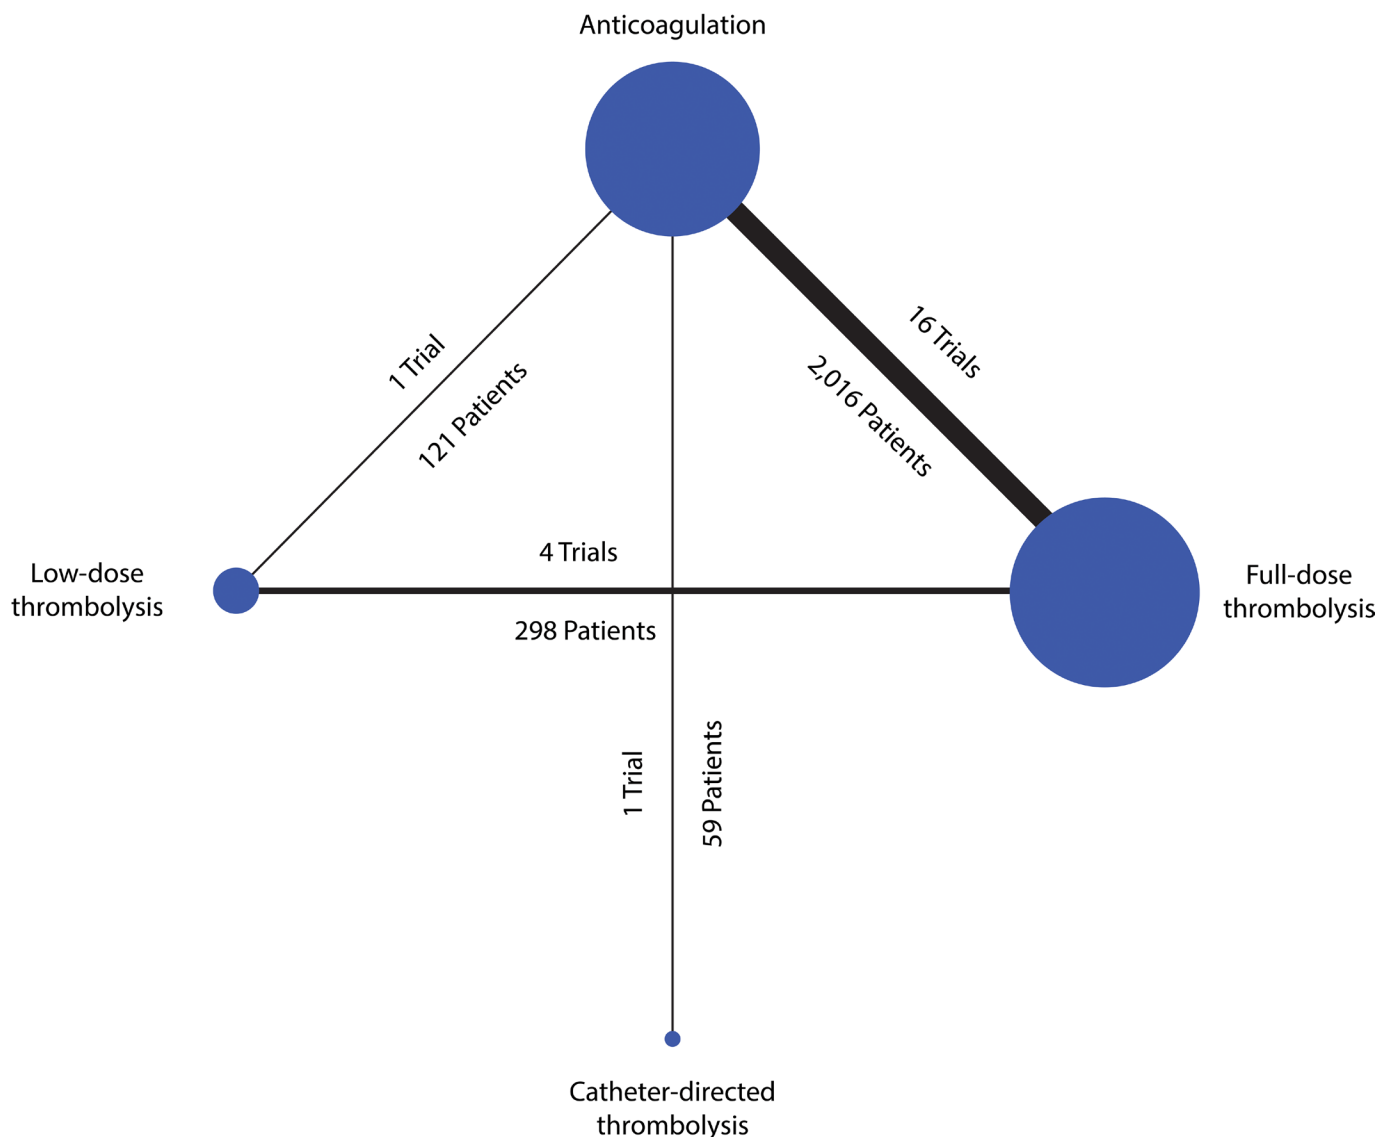 Anticoagulation
16 Trials
2,016 Patients
1 Trial
121 Patients
4 Trials
298 Patients
Low-dose
thrombolysis
Full-dose
thrombolysis
1 Trial
59 Patients
Catheter-directed
thrombolysis